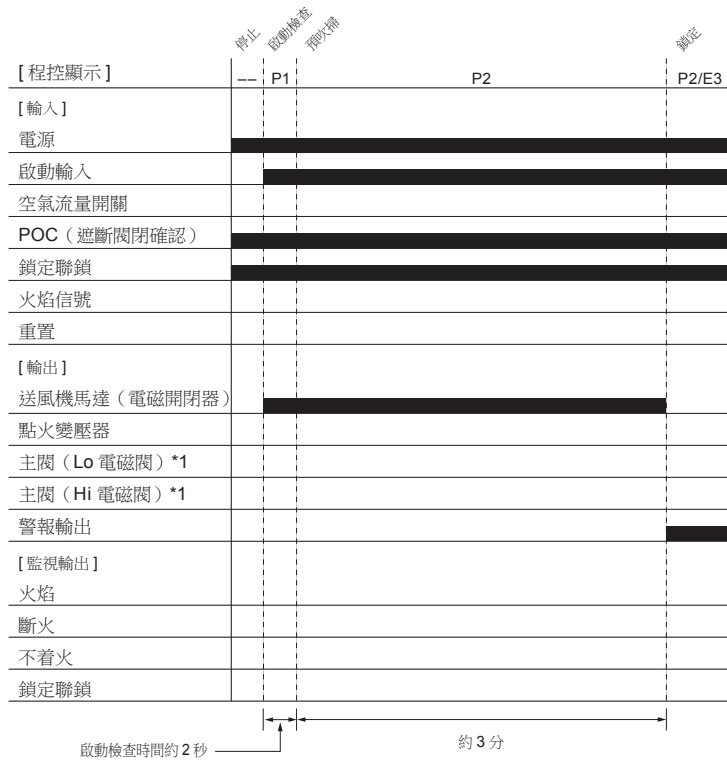 停止
啟動檢查
預吹掃
鎖定
[ 程控顯示 ]
−− P1 P2 P2/E3
[ 輸入 ]
電源
啟動輸入
空氣流量開關
POC（遮斷閥閉確認）
鎖定聯鎖
火焰信號
重置
[ 輸出 ]
送風機馬達（電磁開閉器）
點火變壓器
主閥（Lo 電磁閥）*1
主閥（Hi 電磁閥）*1
警報輸出
[ 監視輸出 ]
火焰
斷火
不着火
鎖定聯鎖
約 3 分
啟動檢查時間約 2 秒